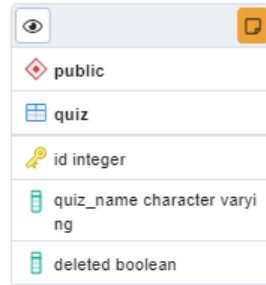 public
quiz
id integer
quiz_name character varyi
ng
deleted boolean